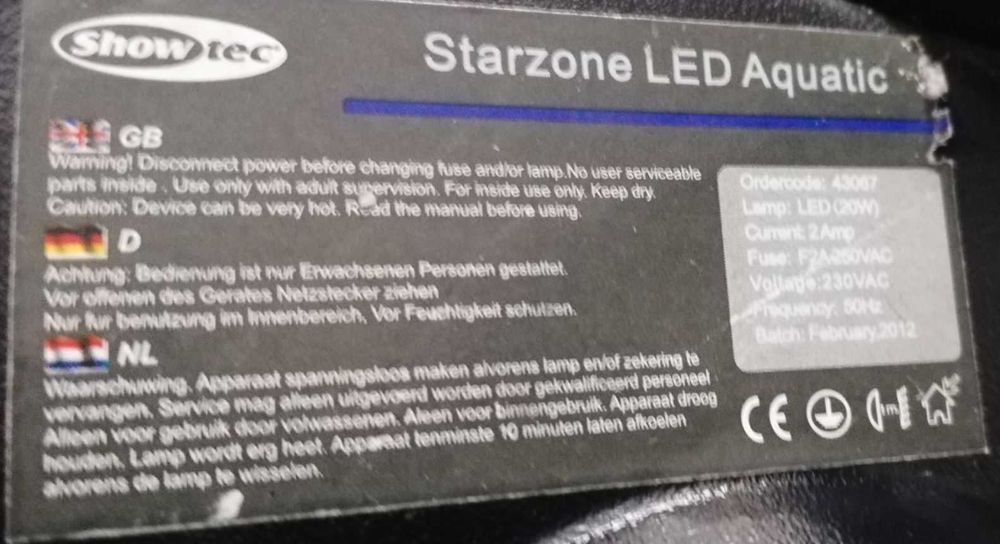 Showtec
Starzone LED Aquatic
GB
Warning! Disconnect power before changing fuse and/or lamp.No user serviceable
parts inside . Use only with adult supervision. For inside use only. Keep dry.
Caution: Device can be very hot. Read the manual before using.
D
Achtung: Bedienung ist nur Erwachsenen Personen gestattet.
Vor offenen des Gerates Netzstecker ziehen
Nur fur benutzung im Innenbereich. Vor Feuchtigkeit schutzen.
NL
Waarschuwing. Apparaat spanningsloos maken alvorens lamp en/of zekering te
vervangen. Service mag alleen uitgevoerd worden door gekwalificeerd personeel
Alleen voor gebruik door volwassenen. Aleen voor binnengebruik. Apparaat droog
houden. Lamp wordt erg heet. Apparaat tenminste 10 minuten laten afkoelen
alvorens de lamp te wisselen.
Ordercode: 43067
Lamp: LED (20W)
Current: 2Amp
Fuse: F2A-250VAC
Voltage:230VAC
Frequency: 50Hz
Batch: February,2012
CE